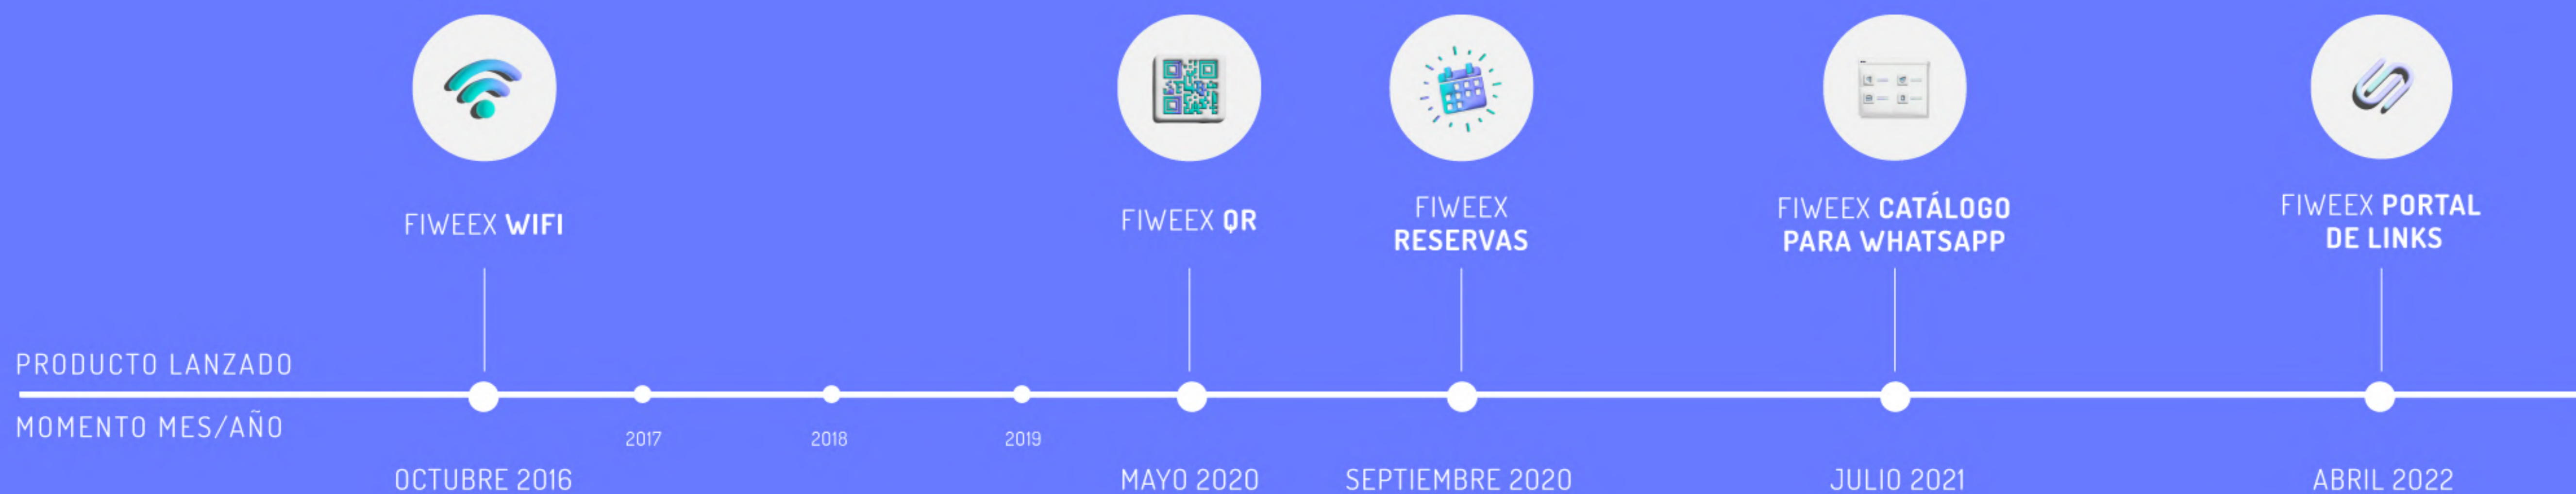 FIWEEX WIFI
FIWEEX QR
FIWEEX
RESERVAS
FIWEEX CATÁLOGO
PARA WHATSAPP
FIWEEX PORTAL
DE LINKS
PRODUCTO LANZADO
MOMENTO MES/AÑO
2017
2018
2019
OCTUBRE 2016
MAYO 2020
SEPTIEMBRE 2020
JULIO 2021
ABRIL 2022